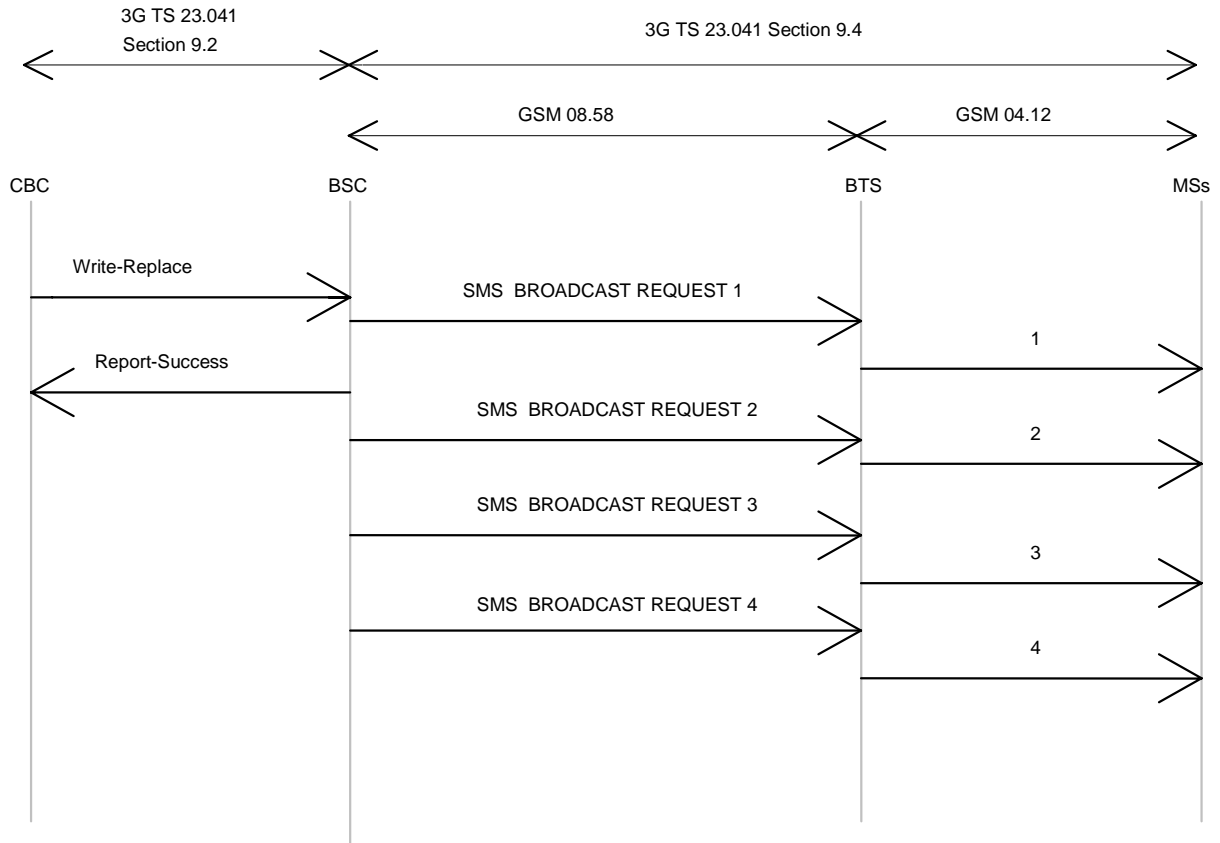 3G TS 23.041
Section 9.2
3G TS 23.041 Section 9.4
GSM 08.58
GSM 04.12
CBC
BSC
BTS
MSs
Write-Replace
SMS BROADCAST REQUEST 1
1
Report-Success
SMS BROADCAST REQUEST 2
2
SMS BROADCAST REQUEST 3
3
SMS BROADCAST REQUEST 4
4